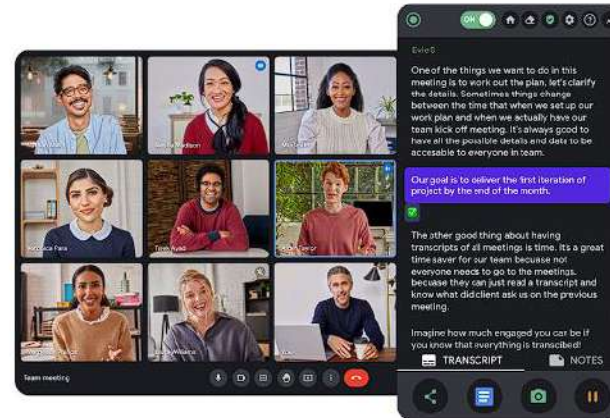 Madison
Taylor
Team meeting
ON
One of the things we want to do in this
meeting is to work out the plan, let's clarify
the details. Sometimes things change
between the time that when we set up our
work plan and when we actually have our
team kick off meeting. It's always good to
have all the possible details and data to be
accesable to everyone in team.
Our goal is to deliver the first iteration of
project by the end of the month.
The other good thing about having
transcripts of all meetings is time. It's a great
time saver for our team becuase not
everyone needs to go to the meetings,
becuase they can just read a transcript and
know what did client ask us on the previous
meeting.
Imagine how much engaged you can be if
you know that everything is transcibed!
TRANSCRIPT
NOTES